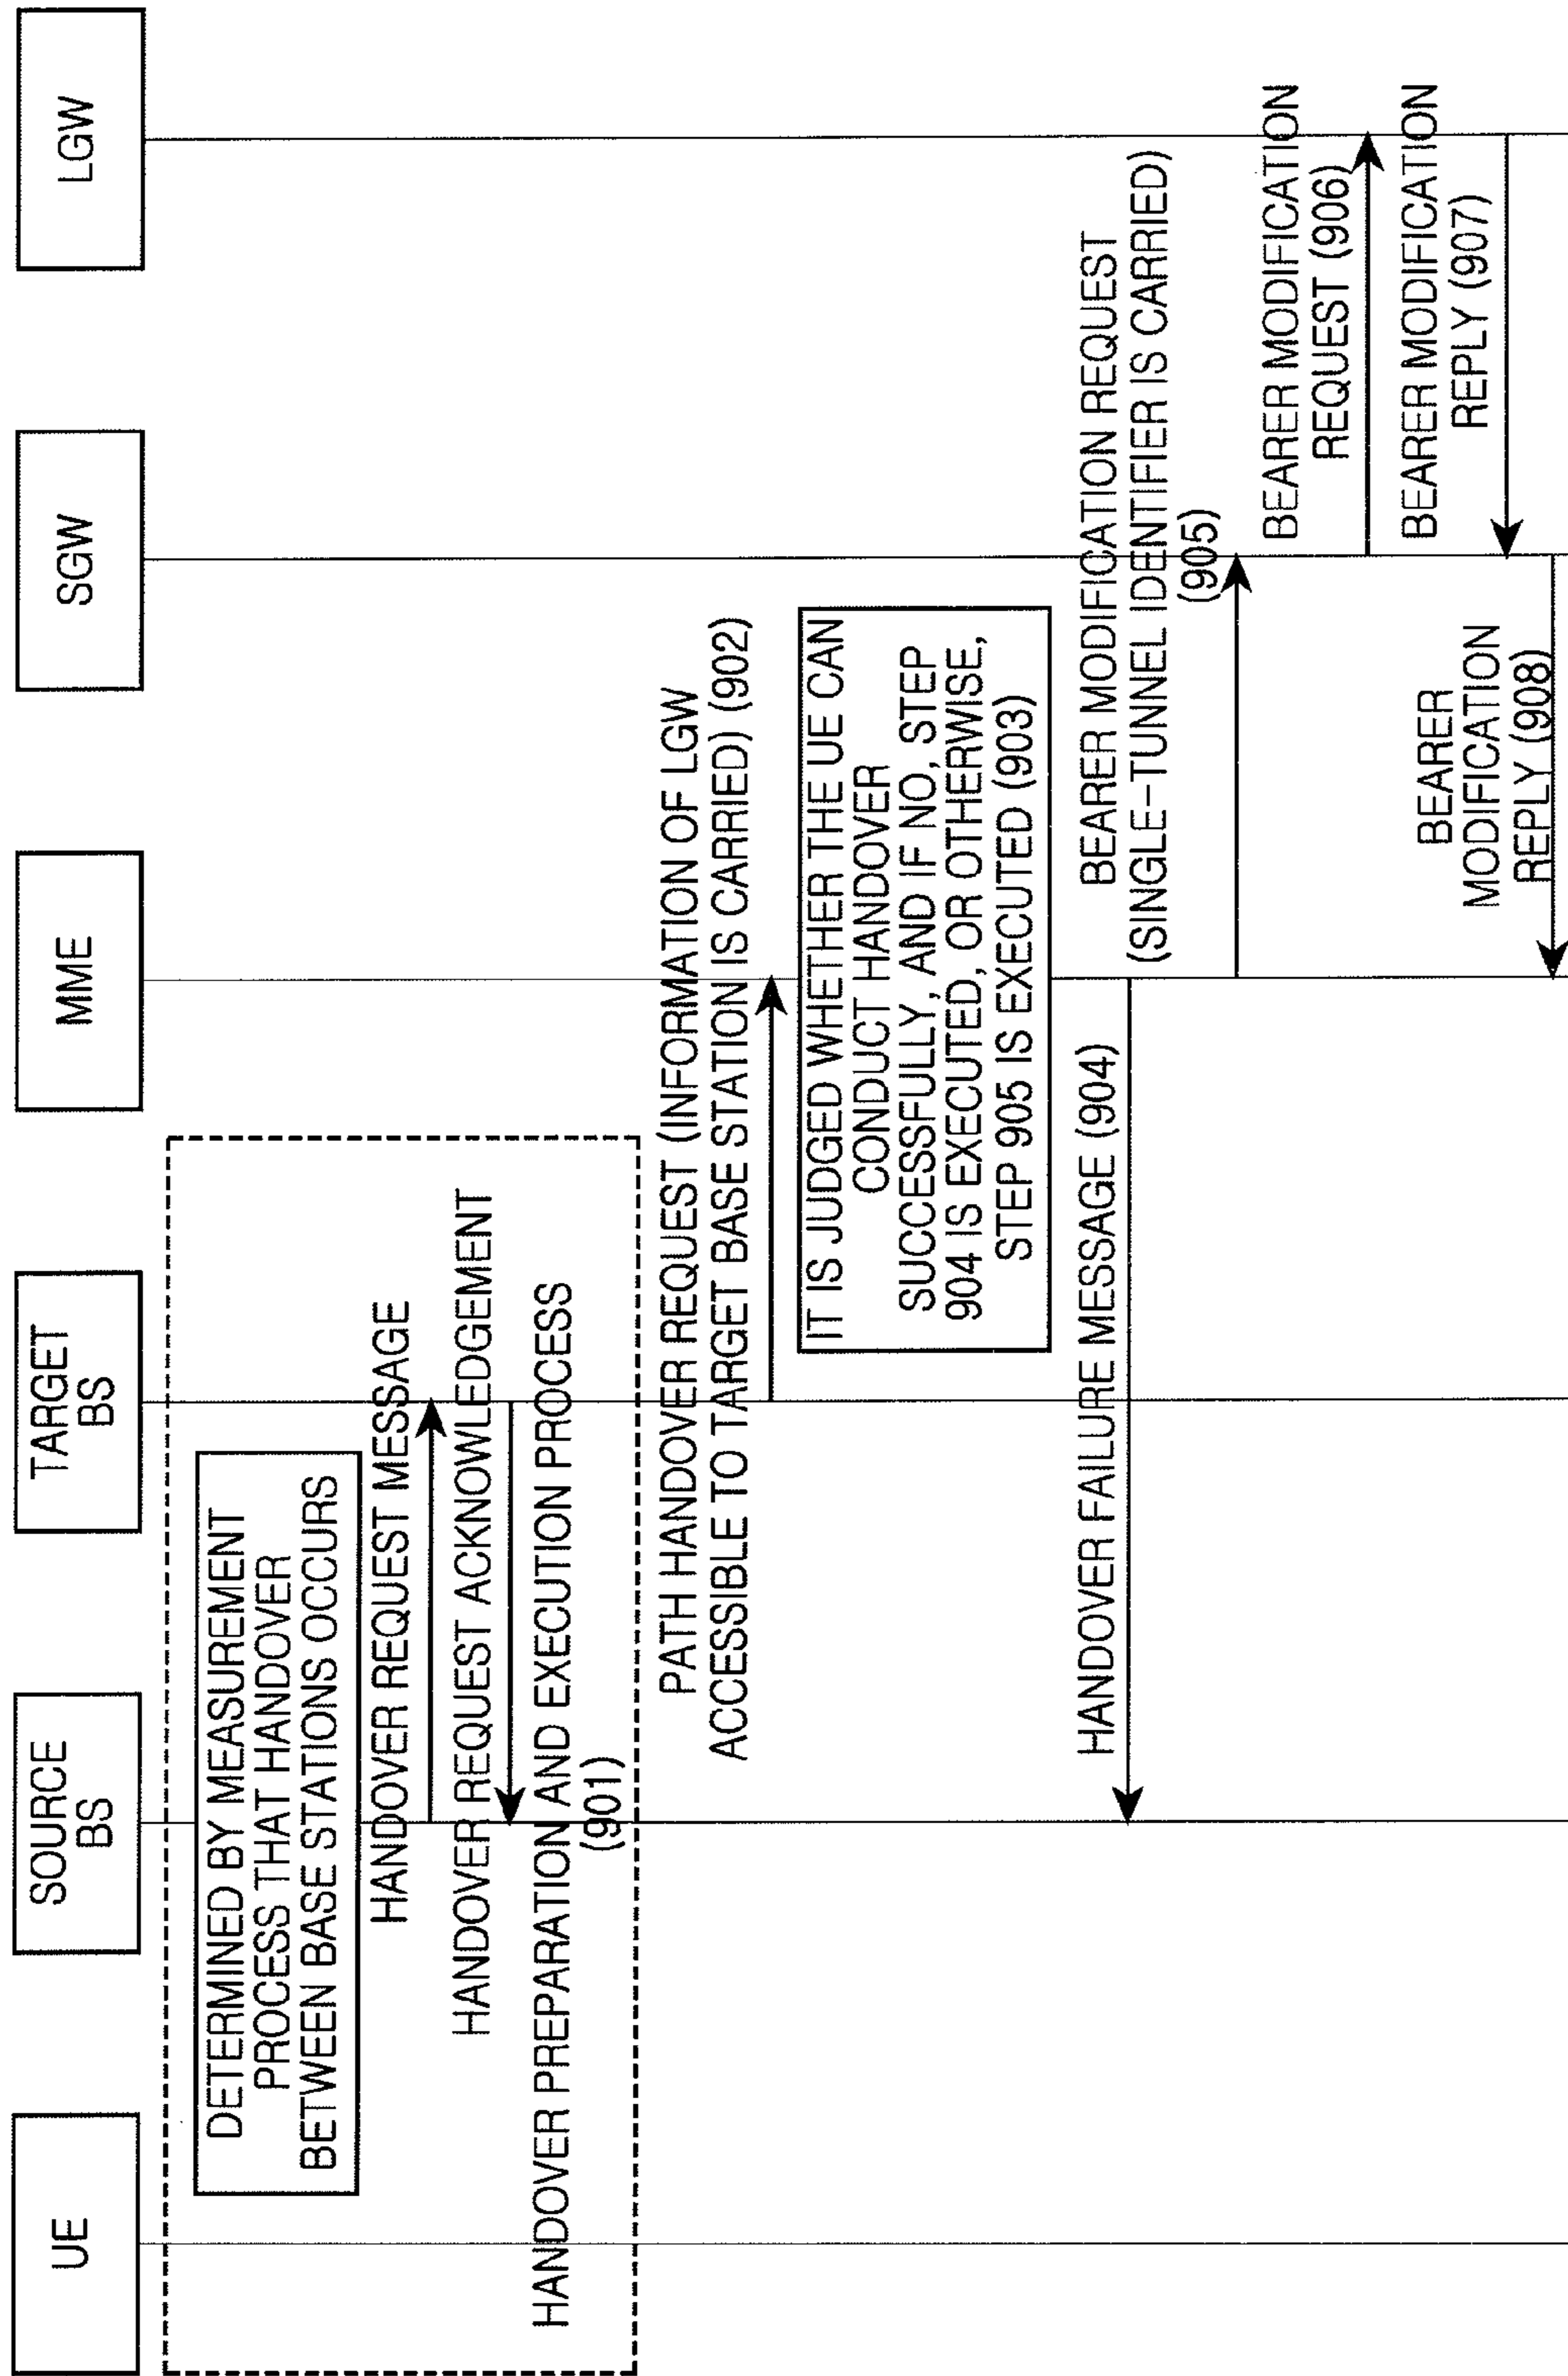 UE
SOURCE
BS
TARGET
BS
MME
SGW
LGW
DETERMINED BY MEASUREMENT
PROCESS THAT HANDOVER
BETWEEN BASE STATIONS OCCURS
HANDOVER REQUEST MESSAGE
HANDOVER REQUEST ACKNOWLEDGEMENT
HANDOVER PREPARATION AND EXECUTION PROCESS
(901)
PATH HANDOVER REQUEST (INFORMATION OF LGW
ACCESSIBLE TO TARGET BASE STATION IS CARRIED) (902)
IT IS JUDGED WHETHER THE UE CAN
CONDUCT HANDOVER
SUCCESSFULLY, AND IF NO, STEP
904 IS EXECUTED, OR OTHERWISE,
STEP 905 IS EXECUTED (903)
HANDOVER FAILURE MESSAGE (904)
BEARER MODIFICATION REQUEST
(SINGLE-TUNNEL IDENTIFIER IS CARRIED)
(905)
BEARER MODIFICATION
REQUEST (906)
BEARER MODIFICATION
REPLY (907)
BEARER
MODIFICATION
REPLY (908)